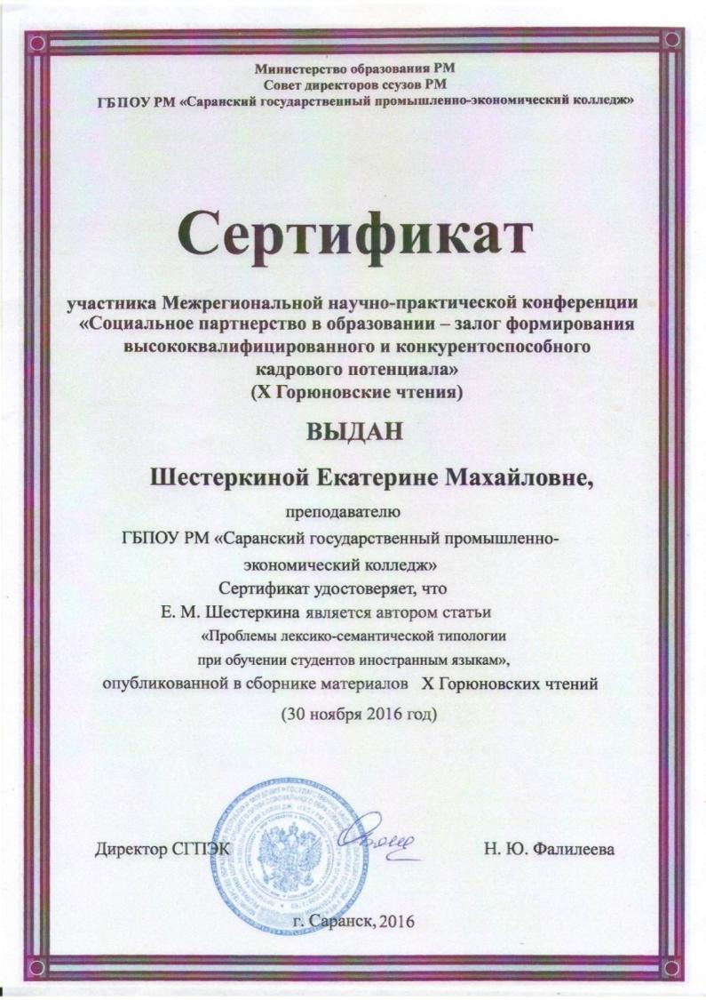 Министерство образования РМ
Совет директоров ссузов РМ
ГБПОУ РМ «Саранский государственный промышленно-экономический колледж»
Сертификат
участника Межрегиональной научно-практической конференции
«Социальное партнерство в образовании – залог формирования
высококвалифицированного и конкурентоспособного
кадрового потенциала»
(X Горюновские чтения)
ВЫДАН
Шестеркиной Екатерине Махайловне,
преподавателю
ГБПОУ РМ «Саранский государственный промышленно-
экономический колледж»
Сертификат удостоверяет, что
Е. М. Шестеркина является автором статьи
«Проблемы лексико-семантической типологии
при обучении студентов иностранным языкам»,
опубликованной в сборнике материалов X Горюновских чтений
(30 ноября 2016 год)
Директор СГПЭК Н. Ю. Фалилеева
г. Саранск, 2016